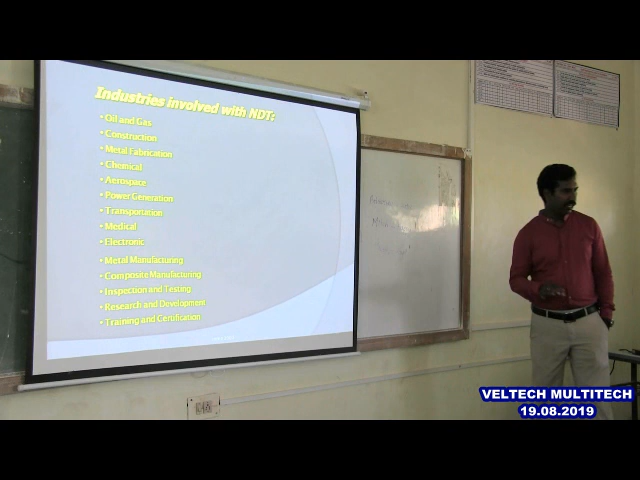 Industries involved with NDT:
• Oil and Gas
• Construction
• Metal Fabrication
• Chemical
• Aerospace
• Power Generation
• Transportation
• Medical
• Electronic
• Metal Manufacturing
• Composite Manufacturing
• Inspection and Testing
• Research and Development
• Training and Certification
VELTECH MULTITECH
19.08.2019